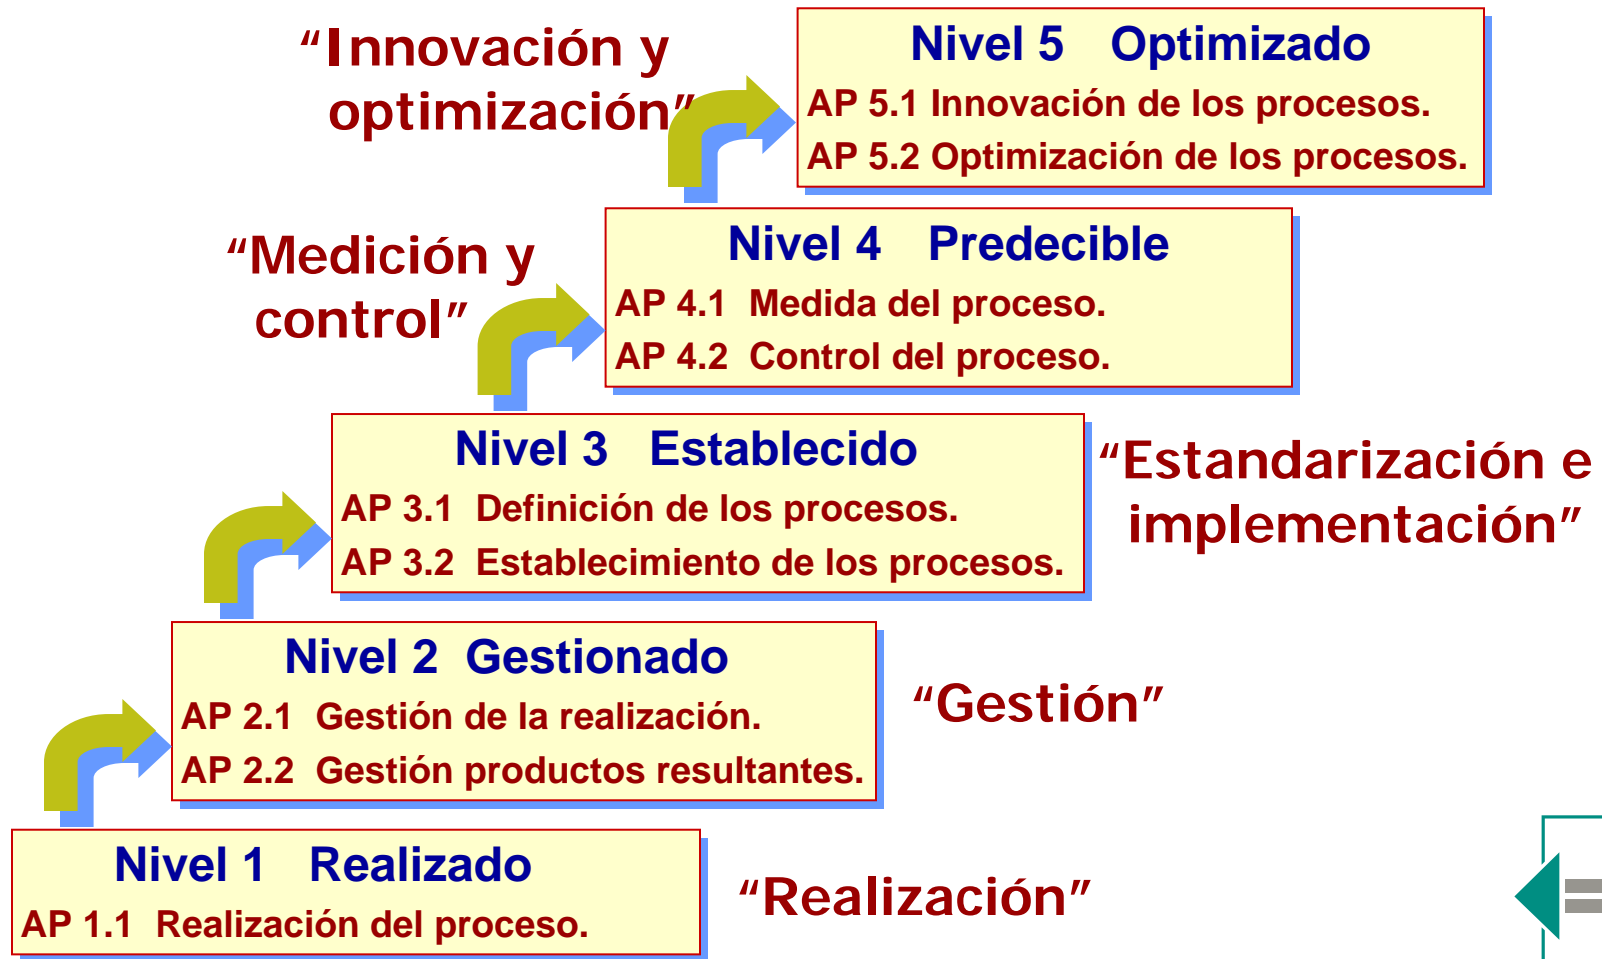 “Innovación y
optimización”
Nivel 5 Optimizado
AP 5.1 Innovación de los procesos.
AP 5.2 Optimización de los procesos.
“Medición y
control”
Nivel 4 Predecible
AP 4.1 Medida del proceso.
AP 4.2 Control del proceso.
Nivel 3 Establecido
AP 3.1 Definición de los procesos.
AP 3.2 Establecimiento de los procesos.
“Estandarización e
implementación”
Nivel 2 Gestionado
AP 2.1 Gestión de la realización.
AP 2.2 Gestión productos resultantes.
“Gestión”
Nivel 1 Realizado
AP 1.1 Realización del proceso.
“Realización”